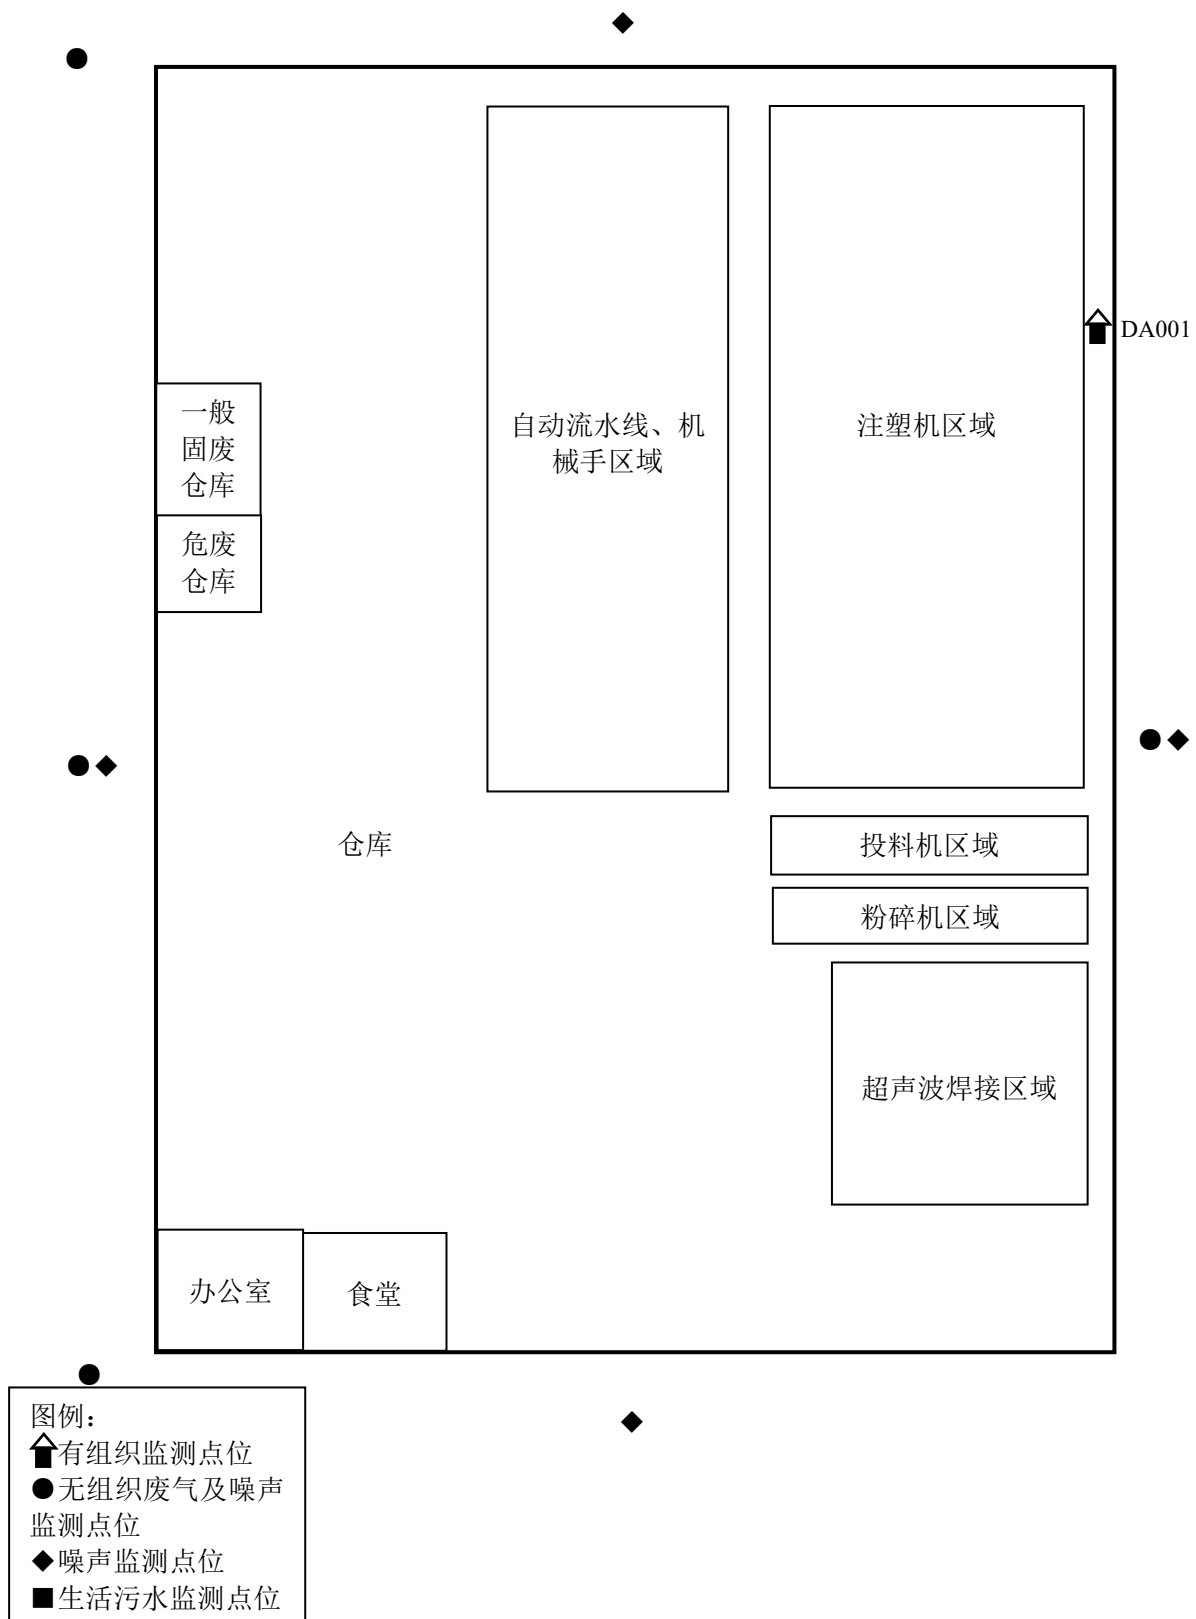 DA001
一般
固废
仓库
危废
仓库
自动流水线、机
械手区域
注塑机区域
仓库
投料机区域
粉碎机区域
超声波焊接区域
办公室
食堂
图例：
有组织监测点位
●无组织废气及噪声
监测点位
◆噪声监测点位
■生活污水监测点位